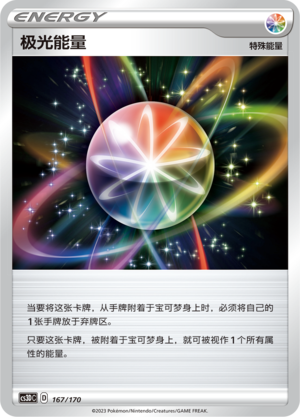 ENERGY
极光能量
特殊能量
当要将这张卡牌，从手牌附着于宝可梦身上时，必须将自己的
1张手牌放于弃牌区。
只要这张卡牌，被附着于宝可梦身上，就可被视作1个所有属
性的能量。
CS3D C D 167/170
©2023 Pokémon/Nintendo/Creatures/GAME FREAK.